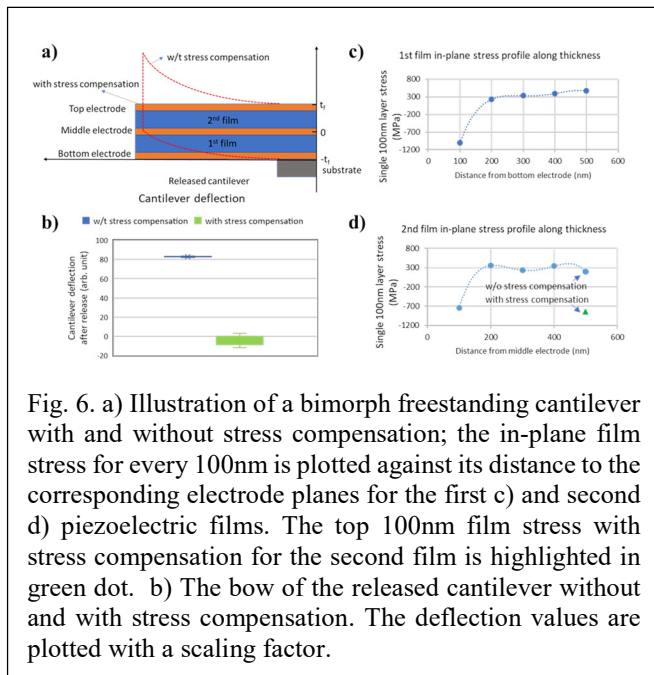 a)
w/t stress compensation
with stress compensation
Top electrode
Middle electrode
Bottom electrode
2nd film
1st film
t_f
0
-t_f
substrate
Released cantilever
Cantilever deflection
b)
w/t stress compensation
with stress compensation
Cantilever deflection
after release (arb. unit)
100
80
60
40
20
0
-20
c)
1st film in-plane stress profile along thickness
Single 100nm layer stress
(MPa)
800
300
-200
-700
-1200
0
100
200
300
400
500
600
Distance from bottom electrode (nm)
d)
2nd film in-plane stress profile along thickness
Single 100nm layer stress
(MPa)
800
300
-200
-700
-1200
w/o stress compensation
with stress compensation
0
100
200
300
400
500
600
Distance from middle electrode (nm)
Fig. 6. a) Illustration of a bimorph freestanding cantilever
with and without stress compensation; the in-plane film
stress for every 100nm is plotted against its distance to the
corresponding electrode planes for the first c) and second
d) piezoelectric films. The top 100nm film stress with
stress compensation for the second film is highlighted in
green dot. b) The bow of the released cantilever without
and with stress compensation. The deflection values are
plotted with a scaling factor.